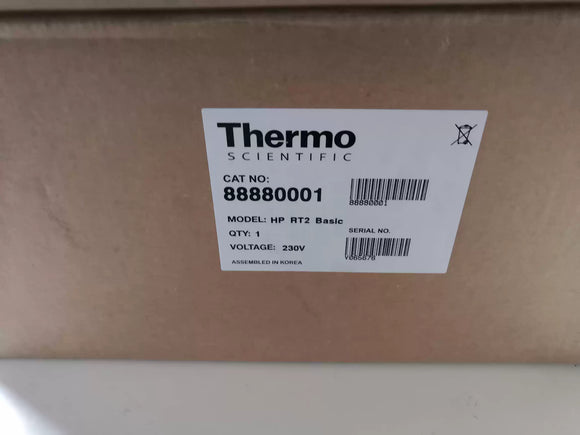 Thermo
SCIENTIFIC
CAT NO:
88880001
88880001
MODEL: HP RT2 Basic
QTY: 1
SERIAL NO.
VOLTAGE: 230V
Y065676
ASSEMBLED IN KOREA